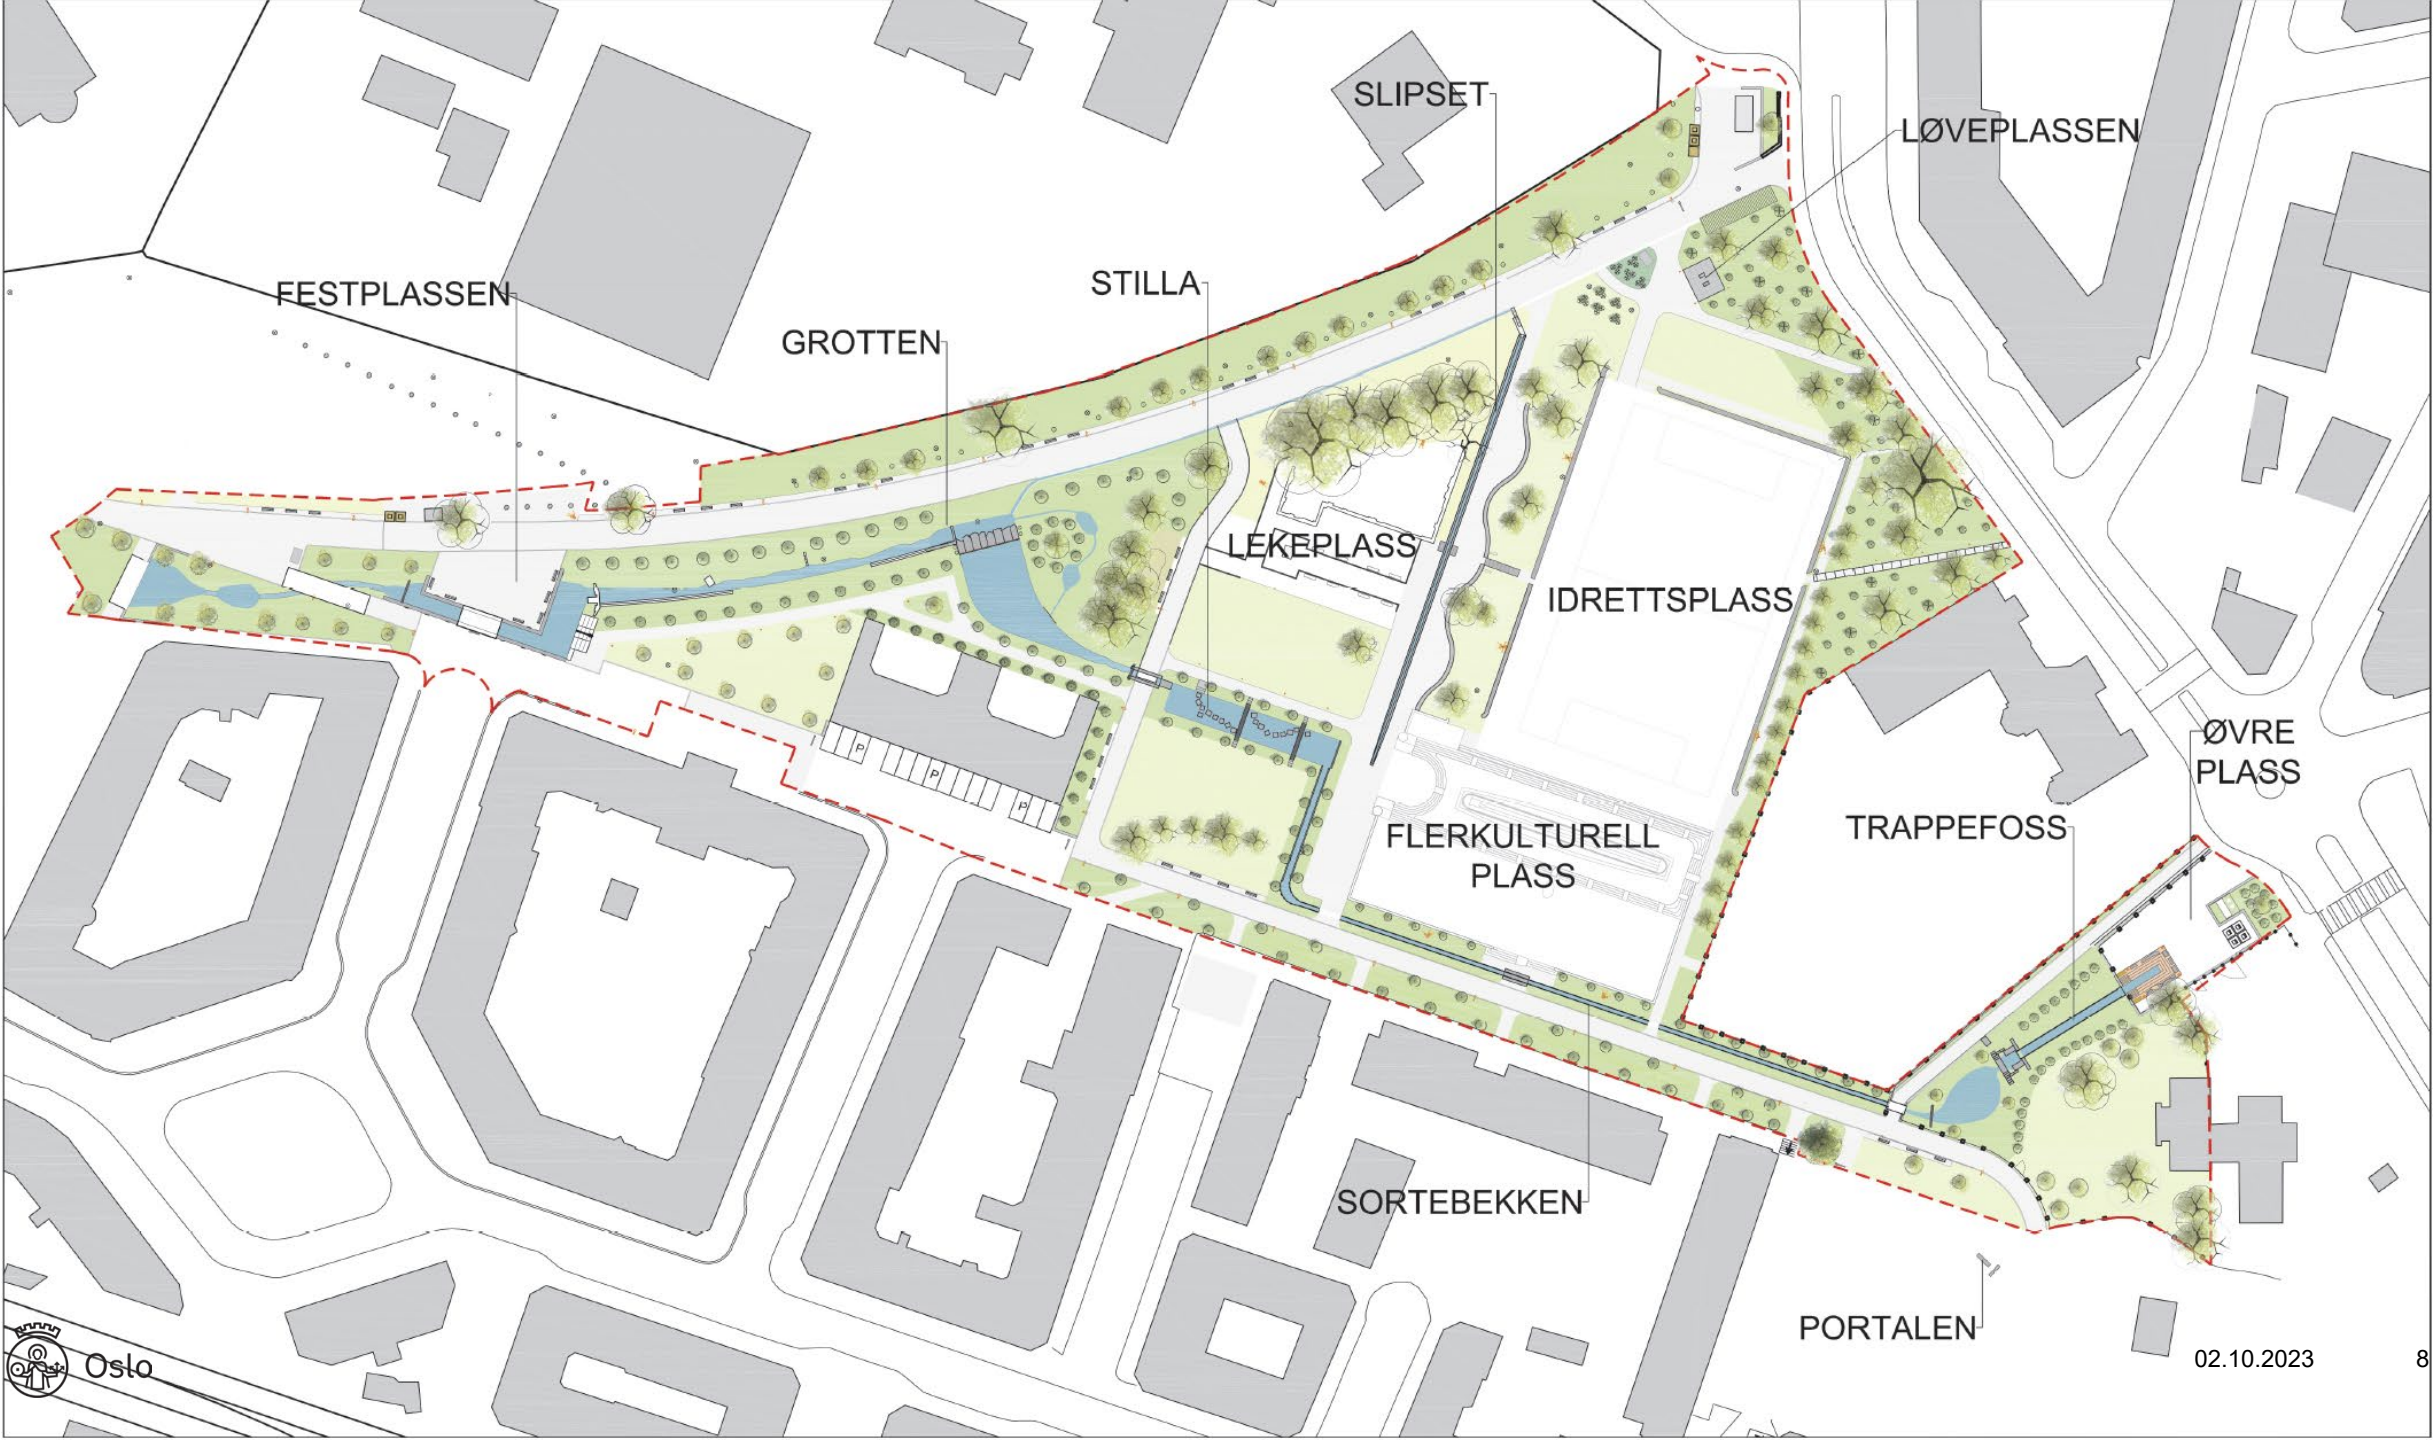 SLIPSET
LØVEPLASSEN
FESTPLASSEN
STILLA
GROTTEN
LEKEPLASS
IDRETTSPLASS
ØVRE
PLASS
P
P
P
TRAPPEFOSS
FLERKULTURELL
PLASS
SORTEBEKKEN
PORTALEN
Oslo
02.10.2023
8